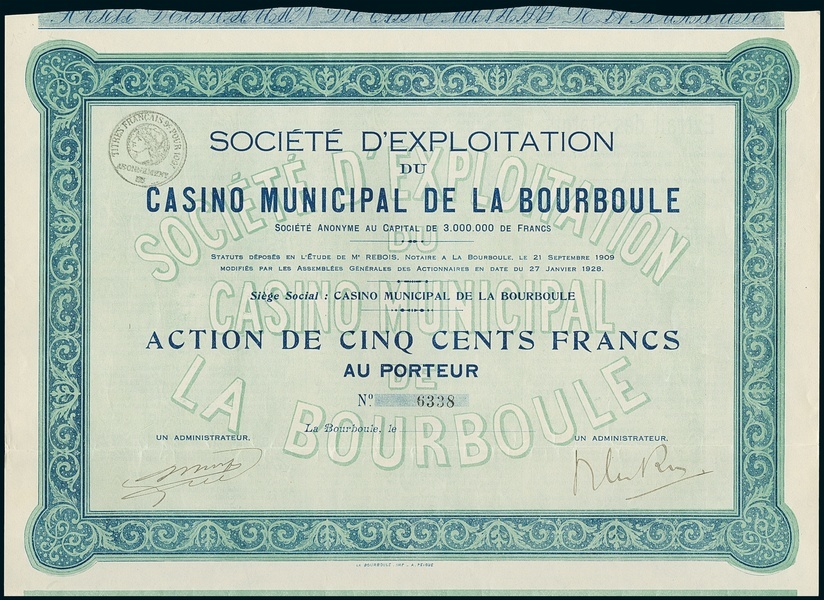 SOCIÉTÉ D'EXPLOITATION
DU
CASINO MUNICIPAL DE LA BOURBOULE
SOCIÉTÉ ANONYME AU CAPITAL DE 3.000.000 DE FRANCS
STATUTS DÉPOSÉS EN L'ÉTUDE DE Mᵉ REBOIS, NOTAIRE A LA BOURBOULE, LE 21 SEPTEMBRE 1909
MODIFIÉS PAR LES ASSEMBLÉES GÉNÉRALES DES ACTIONNAIRES EN DATE DU 27 JANVIER 1928.
Siège Social : CASINO MUNICIPAL DE LA BOURBOULE
ACTION DE CINQ CENTS FRANCS
AU PORTEUR
Nº 6338
La Bourboule, le
UN ADMINISTRATEUR, UN ADMINISTRATEUR,
SOCIÉTÉ D'EXPLOITATION
DU
CASINO MUNICIPAL
DE
LA BOURBOULE
TITRES FRANÇAIS
LA BOURBOULE. IMP.